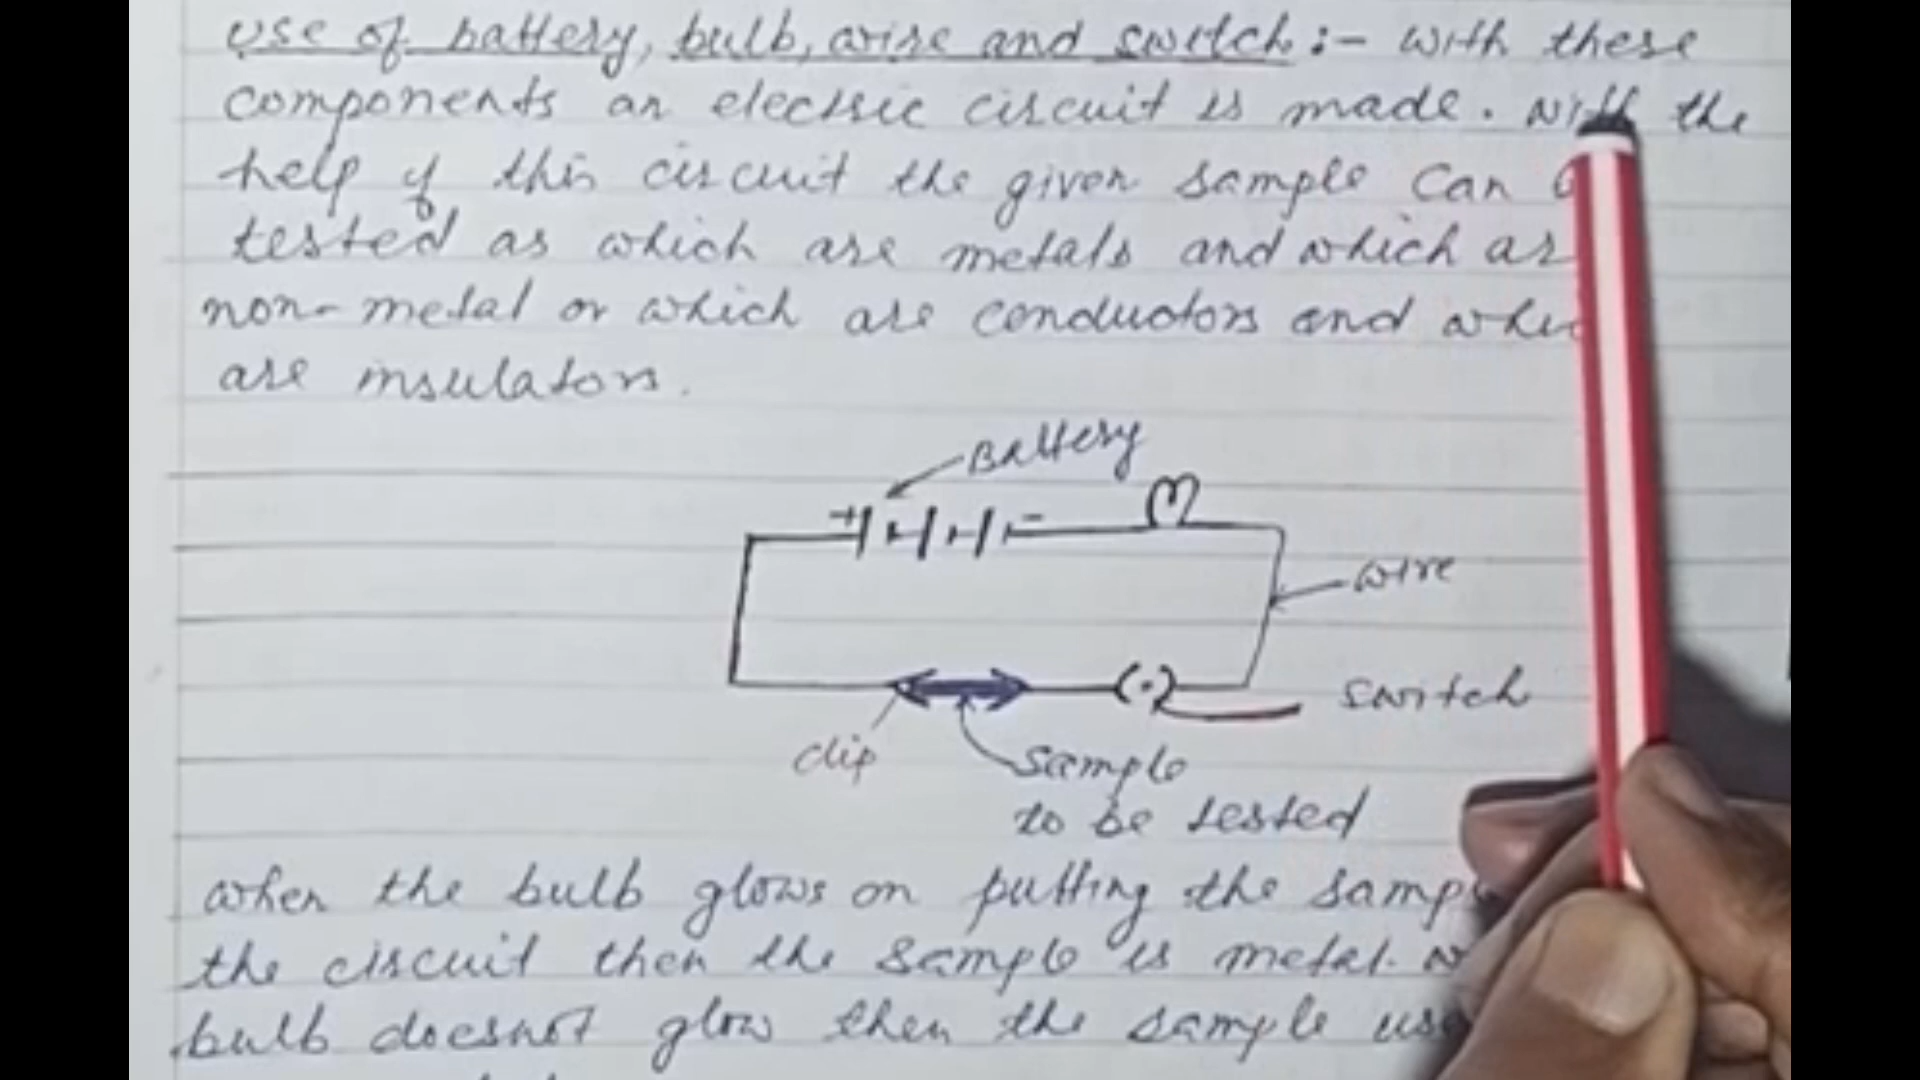 use of battery, bulb, wire and switch :- with these
components an electric circuit is made. with the
help of this circuit the given sample can
tested as which are metals and which
non-metal or which are conductors and
are insulators.
Battery
+ -
wire
switch
clip
sample
to be tested
when the bulb glows on putting the
the circuit then the sample is metal.
bulb doesnot glow then the sample